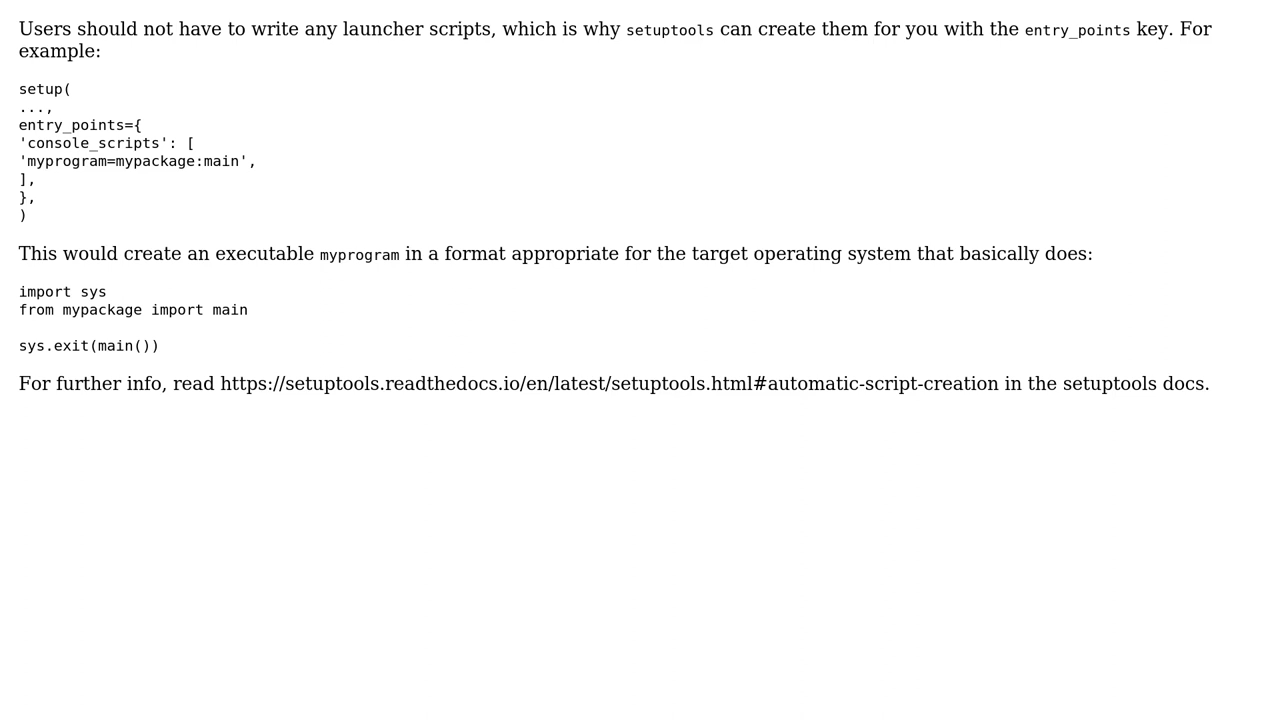 Users should not have to write any launcher scripts, which is why setuptools can create them for you with the entry_points key. For
example:
setup(
...,
entry_points={
'console_scripts': [
'myprogram=mypackage:main',
],
},
)
This would create an executable myprogram in a format appropriate for the target operating system that basically does:
import sys
from mypackage import main
sys.exit(main())
For further info, read https://setuptools.readthedocs.io/en/latest/setuptools.html#automatic-script-creation in the setuptools docs.